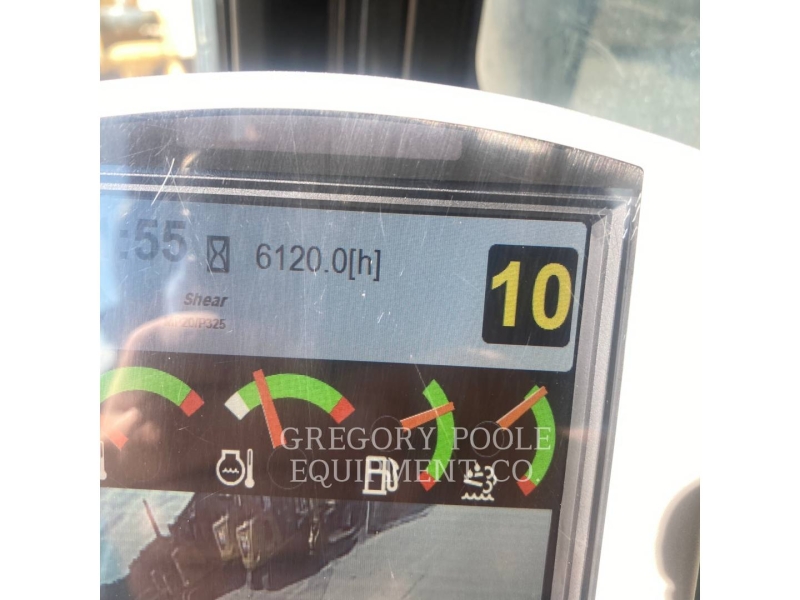 :55 6120.0[h]
10
Shear
GREGORY POOLE
EQUIPMENT CO.